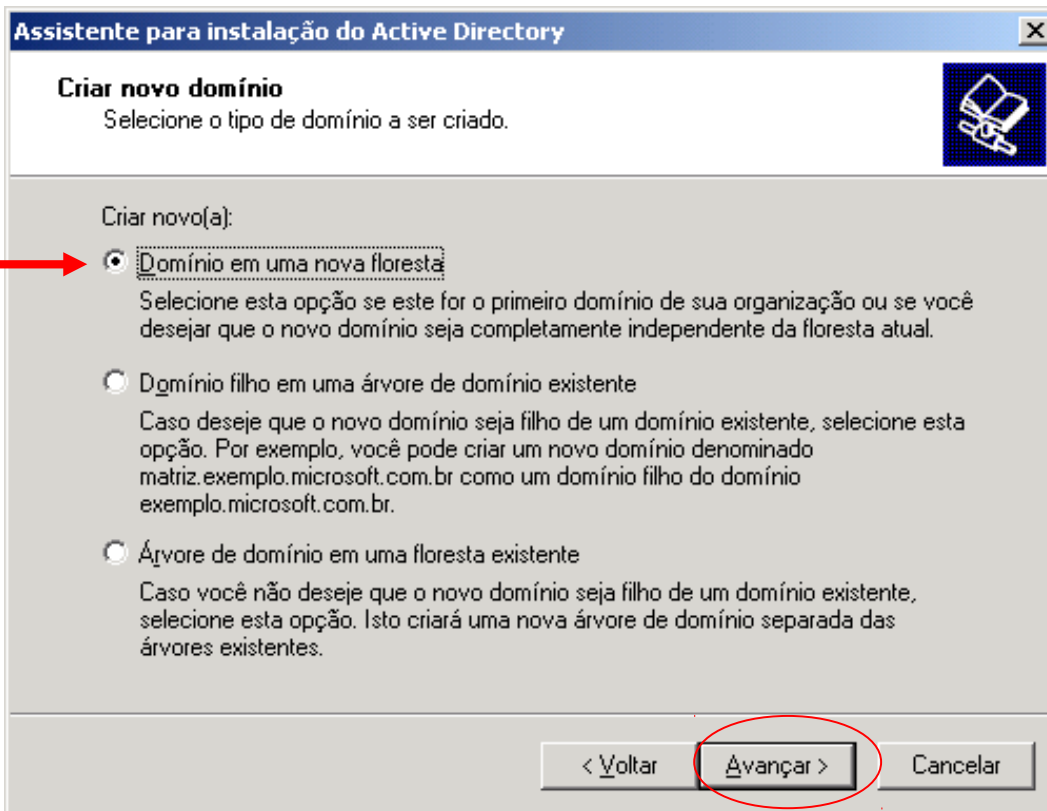 Assistente para instalação do Active Directory
Criar novo domínio
Selecione o tipo de domínio a ser criado.
Criar novo(a):
Domínio em uma nova floresta
Selecione esta opção se este for o primeiro domínio de sua organização ou se você
desejar que o novo domínio seja completamente independente da floresta atual.
Domínio filho em uma árvore de domínio existente
Caso deseje que o novo domínio seja filho de um domínio existente, selecione esta
opção. Por exemplo, você pode criar um novo domínio denominado
matriz.exemplo.microsoft.com.br como um domínio filho do domínio
exemplo.microsoft.com.br.
Árvore de domínio em uma floresta existente
Caso você não deseje que o novo domínio seja filho de um domínio existente,
selecione esta opção. Isto criará uma nova árvore de domínio separada das
árvores existentes.
< Voltar Avançar > Cancelar